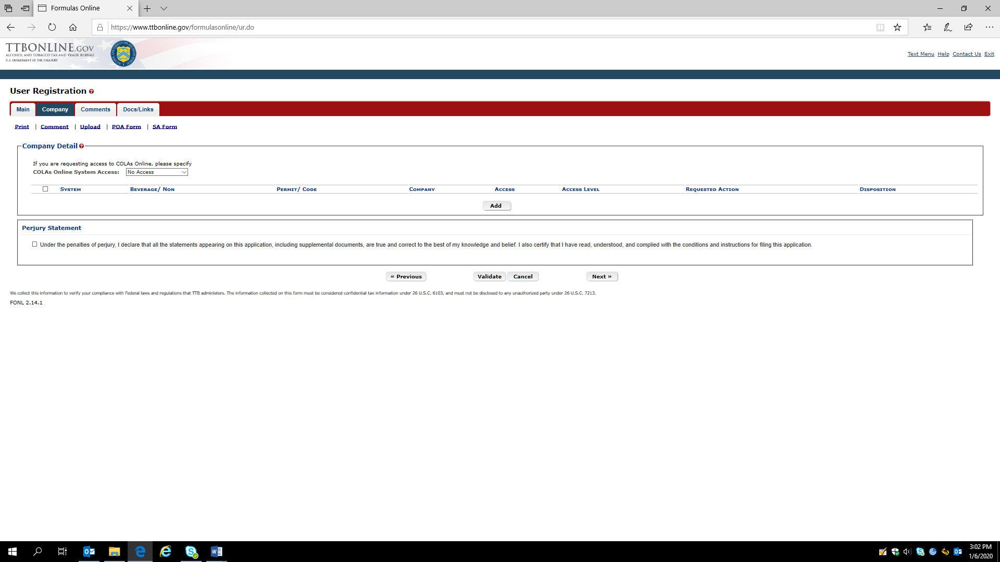 Formulas Online
https://www.ttbonline.gov/formulasonline/ur.do
TTBONLINE.GOV
ALCOHOL AND TOBACCO TAX AND TRADE BUREAU
U.S. DEPARTMENT OF THE TREASURY
Text Menu Help Contact Us Exit
User Registration ?
Main Company Comments Docs/Links
Print | Comment | Upload | POA Form | SA Form
Company Detail ?
If you are requesting access to COLAs Online, please specify
COLAs Online System Access: No Access
System Beverage/ Non Permit/ Code Company Access Access Level Requested Action Disposition
Add
Perjury Statement
Under the penalties of perjury, I declare that all the statements appearing on this application, including supplemental documents, are true and correct to the best of my knowledge and belief. I also certify that I have read, understood, and complied with the conditions and instructions for filing this application.
« Previous Validate Cancel Next »
We collect this information to verify your compliance with Federal laws and regulations that TTB administers. The information collected on this form must be considered confidential tax information under 26 U.S.C. 6103, and must not be disclosed to any unauthorized party under 26 U.S.C. 7213.
FONL 2.14.1
3:02 PM
1/6/2020